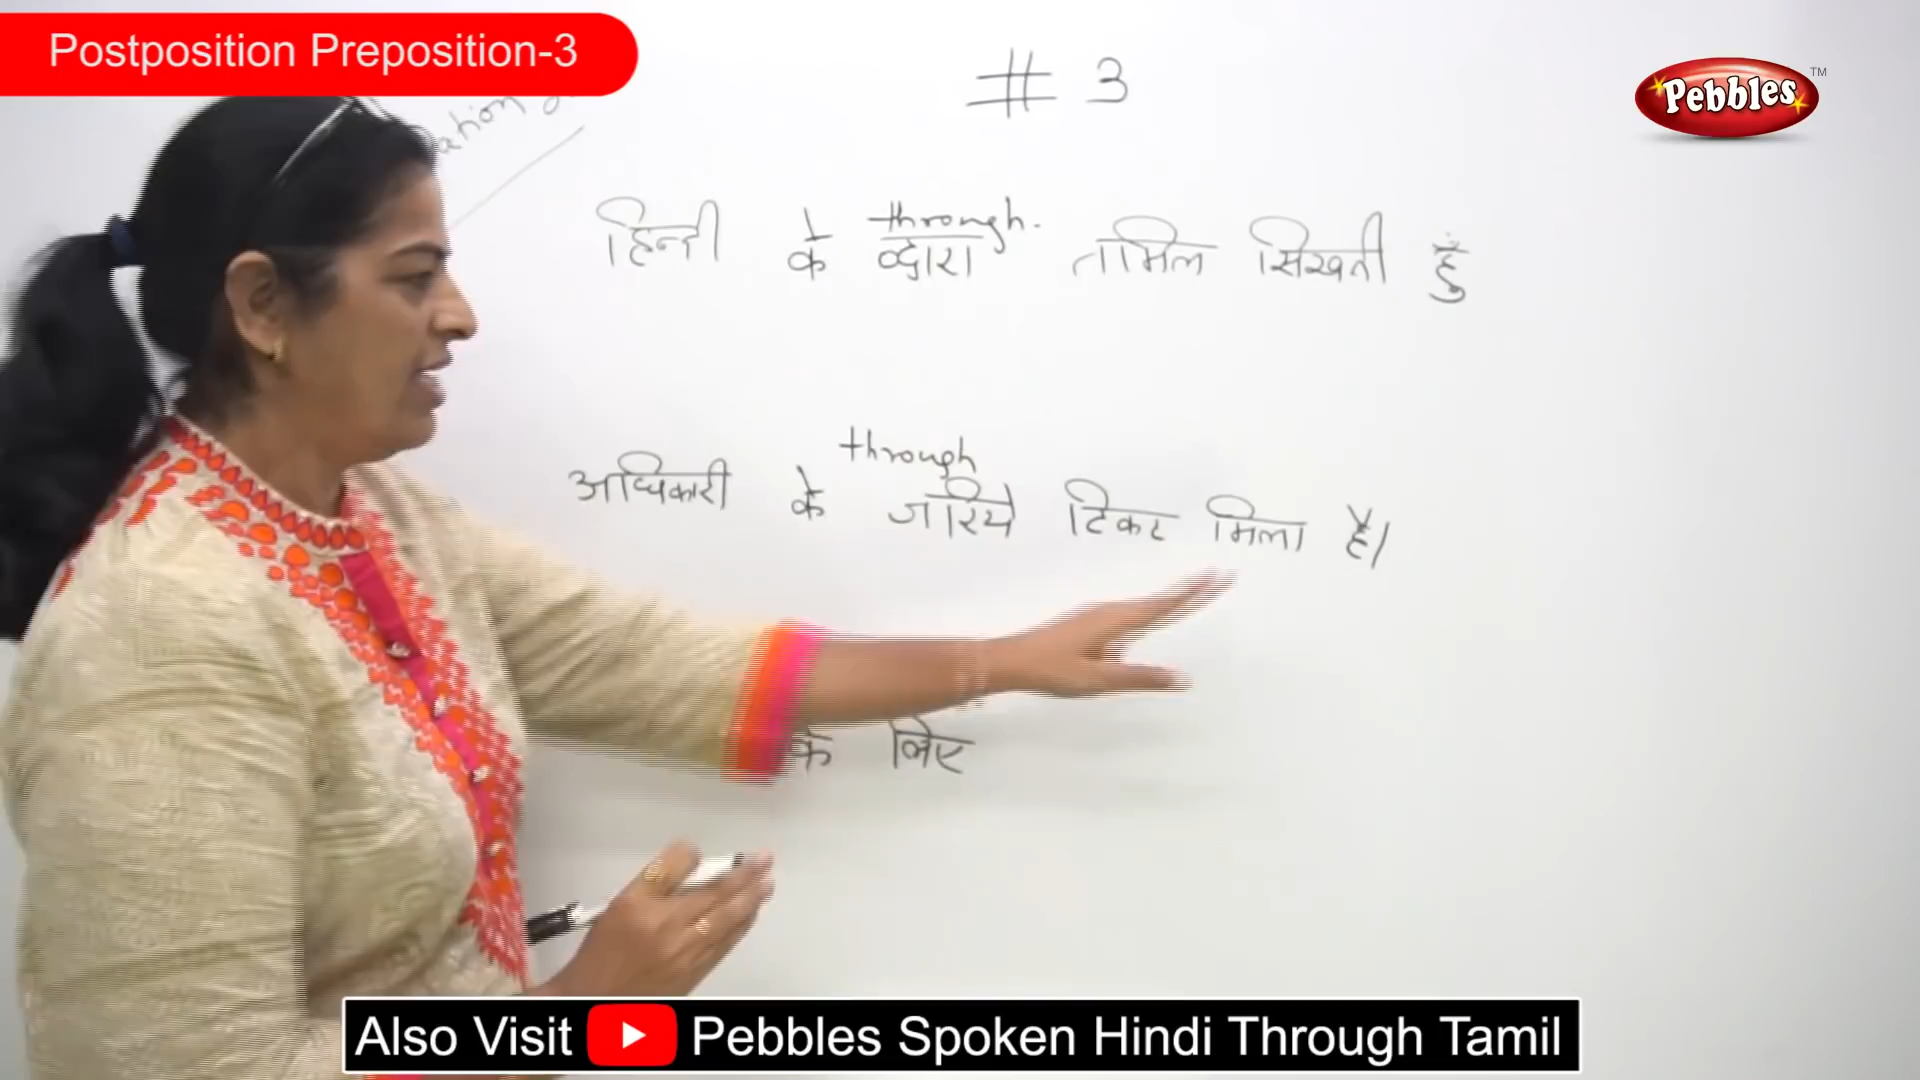 Postposition Preposition-3
# 3
Pebbles TM
through.
हिन्दी के द्वारा तामिल सिखती हुँ
through
अधिकारी के जरिये टिकट मिला है।
के लिए
Also Visit Pebbles Spoken Hindi Through Tamil